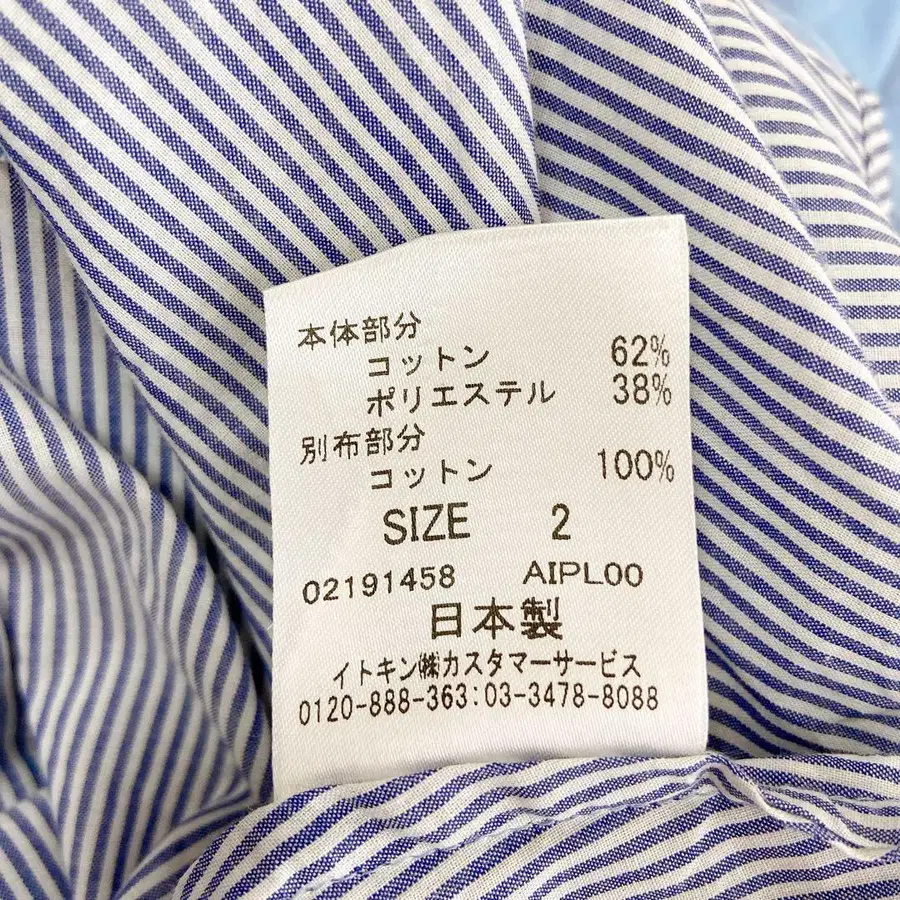 本体部分
コットン 62%
ポリエステル 38%
別布部分
コットン 100%
SIZE 2
02191458 AIPL00
日本製
イトキン㈱カスタマーサービス
0120-888-363:03-3478-8088